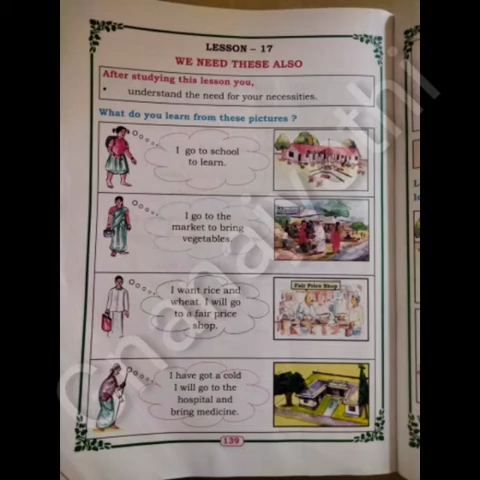 LESSON – 17
WE NEED THESE ALSO
After studying this lesson you,
• understand the need for your necessities.
What do you learn from these pictures ?
I go to school
to learn.
I go to the
market to bring
vegetables.
I want rice and
wheat. I will go
to a fair price
shop.
Fair Price Shop
I have got a cold
I will go to the
hospital and
bring medicine.
139